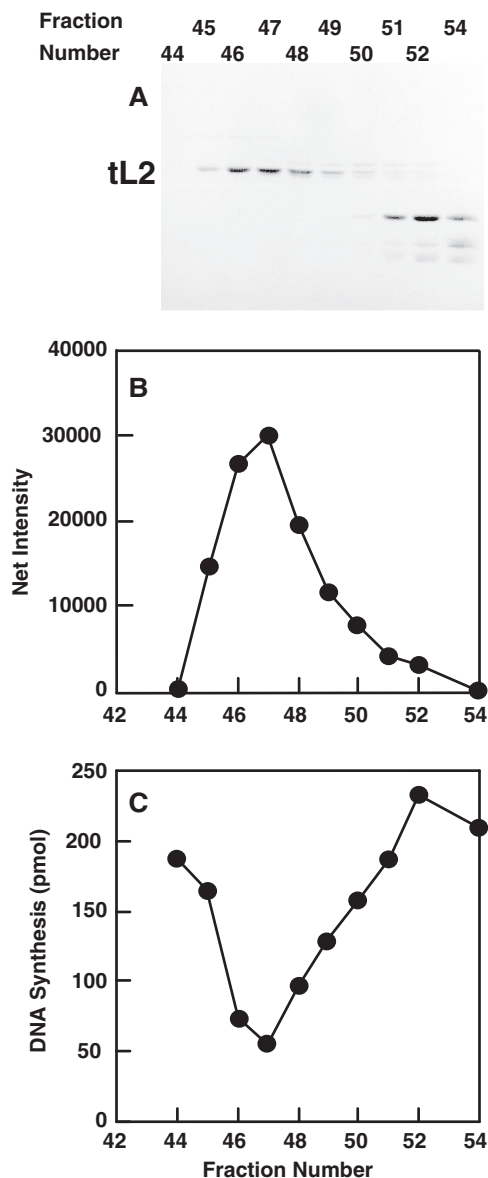 Fraction 45 47 49 51 54
Number 44 46 48 50 52
A
tL2
40000
B
30000
20000
10000
0
Net Intensity
42 44 46 48 50 52 54
250
C
200
150
100
50
0
DNA Synthesis (pmol)
42 44 46 48 50 52 54
Fraction Number